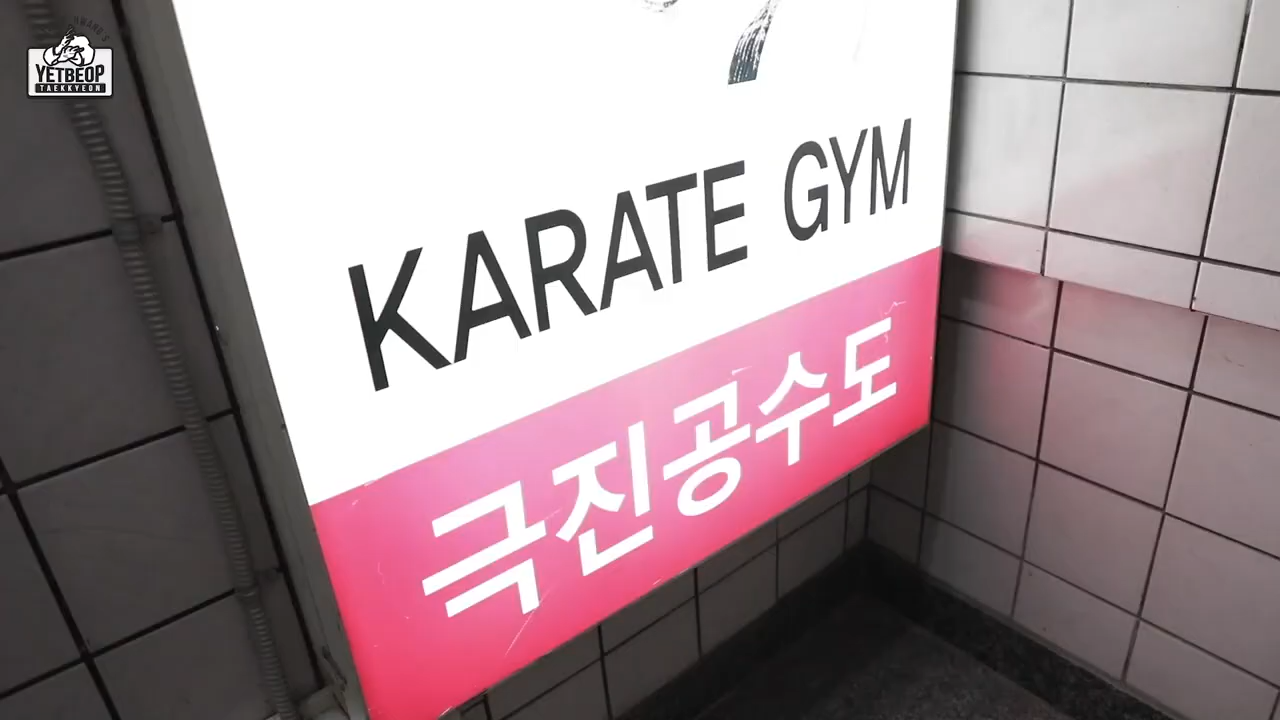 YETBEOP
TAEKKYEON
KARATE GYM
극진공수도